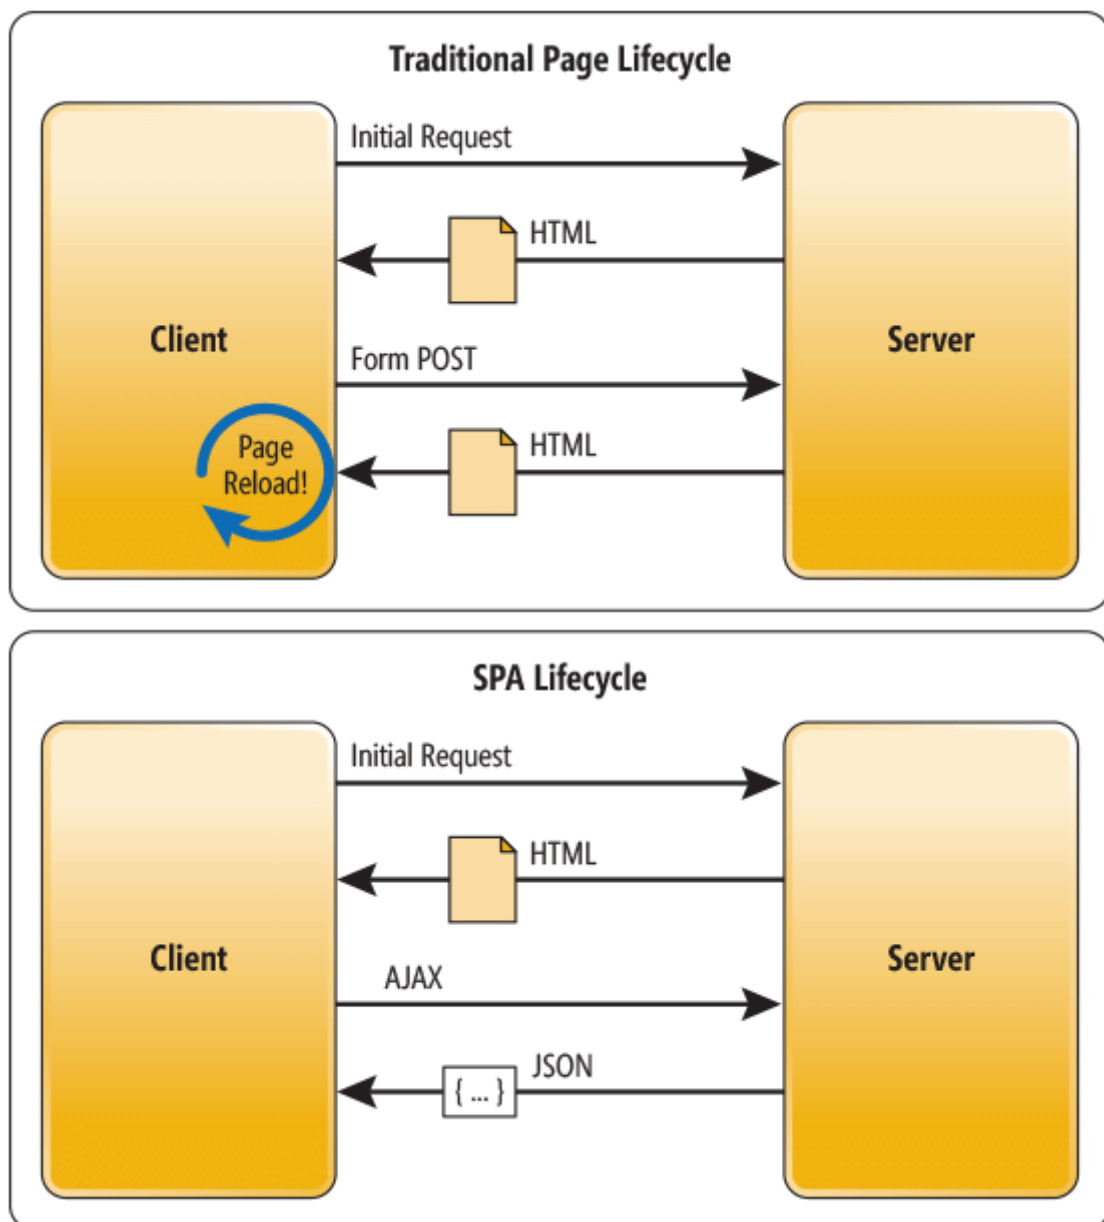 Traditional Page Lifecycle
Initial Request
HTML
Client
Server
Form POST
HTML
Page
Reload!
SPA Lifecycle
Initial Request
HTML
Client
Server
AJAX
JSON
{ ... }